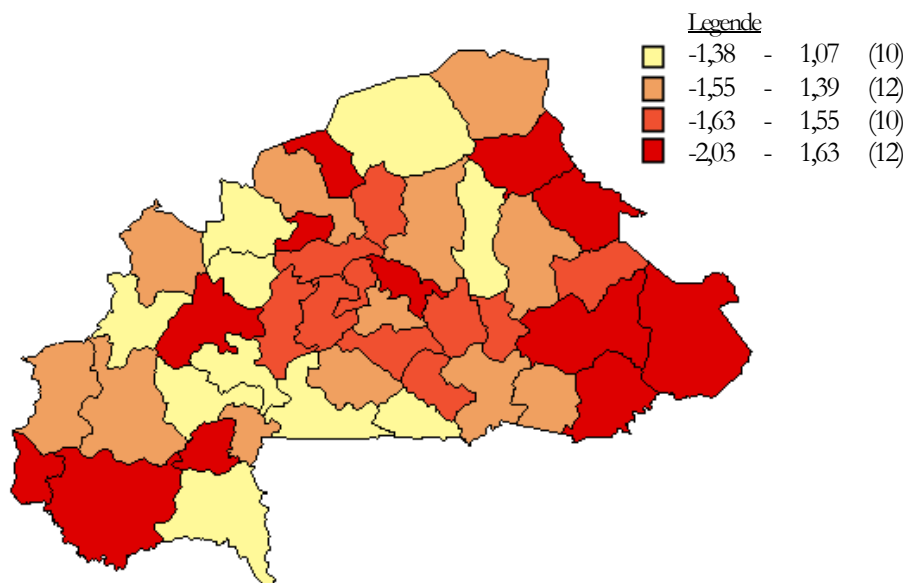 Legende
-1,38 - 1,07 (10)
-1,55 - 1,39 (12)
-1,63 - 1,55 (10)
-2,03 - 1,63 (12)